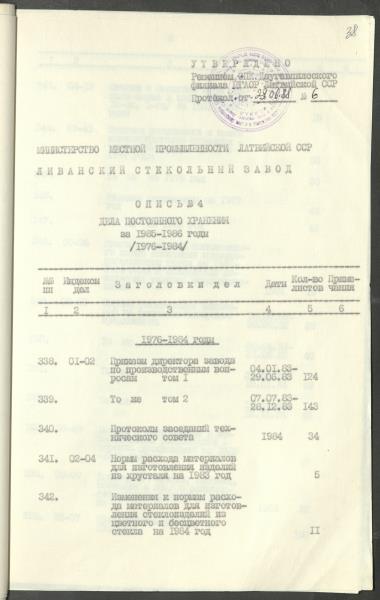 38
УТВЕРЖДЕНО
Решением ЭПК Даугавпилсского
филиала ЦГАОР Латвийской ССР
Протокол от 23.06.88 № 6
МИНИСТЕРСТВО МЕСТНОЙ ПРОМЫШЛЕННОСТИ ЛАТВИЙСКОЙ ССР
ЛИВАНСКИЙ СТЕКОЛЬНЫЙ ЗАВОД
ОПИСЬ №4
ДЕЛА ПОСТОЯННОГО ХРАНЕНИЯ
за 1985-1986 годы
/1976-1984/
№№ пп Индексы дел Заголовки дел Даты Кол-во листов Приме- чания
1 2 3 4 5 6
1976-1984 годы
338. 01-02 Приказы директора завода
по производственным воп- 04.01.83-
росам том I 29.06.83 124
339. То же том 2 07.07.83-
28.12.83 143
340. Протоколы заседаний тех-
нического совета 1984 34
341. 02-04 Нормы расхода материалов
для изготовления изделий
из хрусталя на 1983 год 5
342. Изменения к нормам расхо-
да материалов для изготов-
ления стеклоизделий из
цветного и бесцветного
стекла на 1984 год II